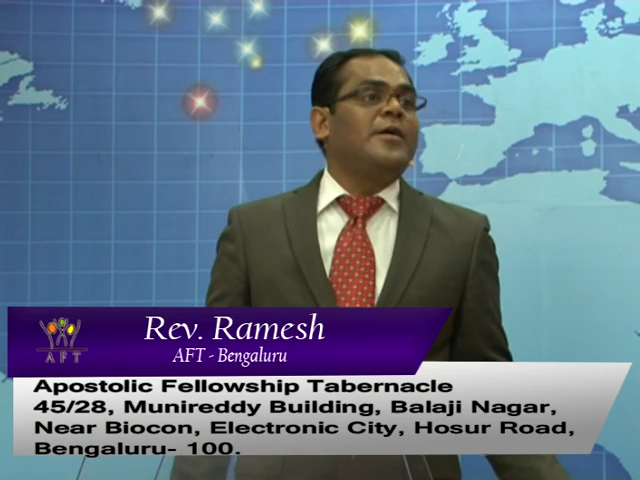 Rev. Ramesh
AFT - Bengaluru
AFT
Apostolic Fellowship Tabernacle
45/28, Munireddy Building, Balaji Nagar,
Near Biocon, Electronic City, Hosur Road,
Bengaluru- 100.